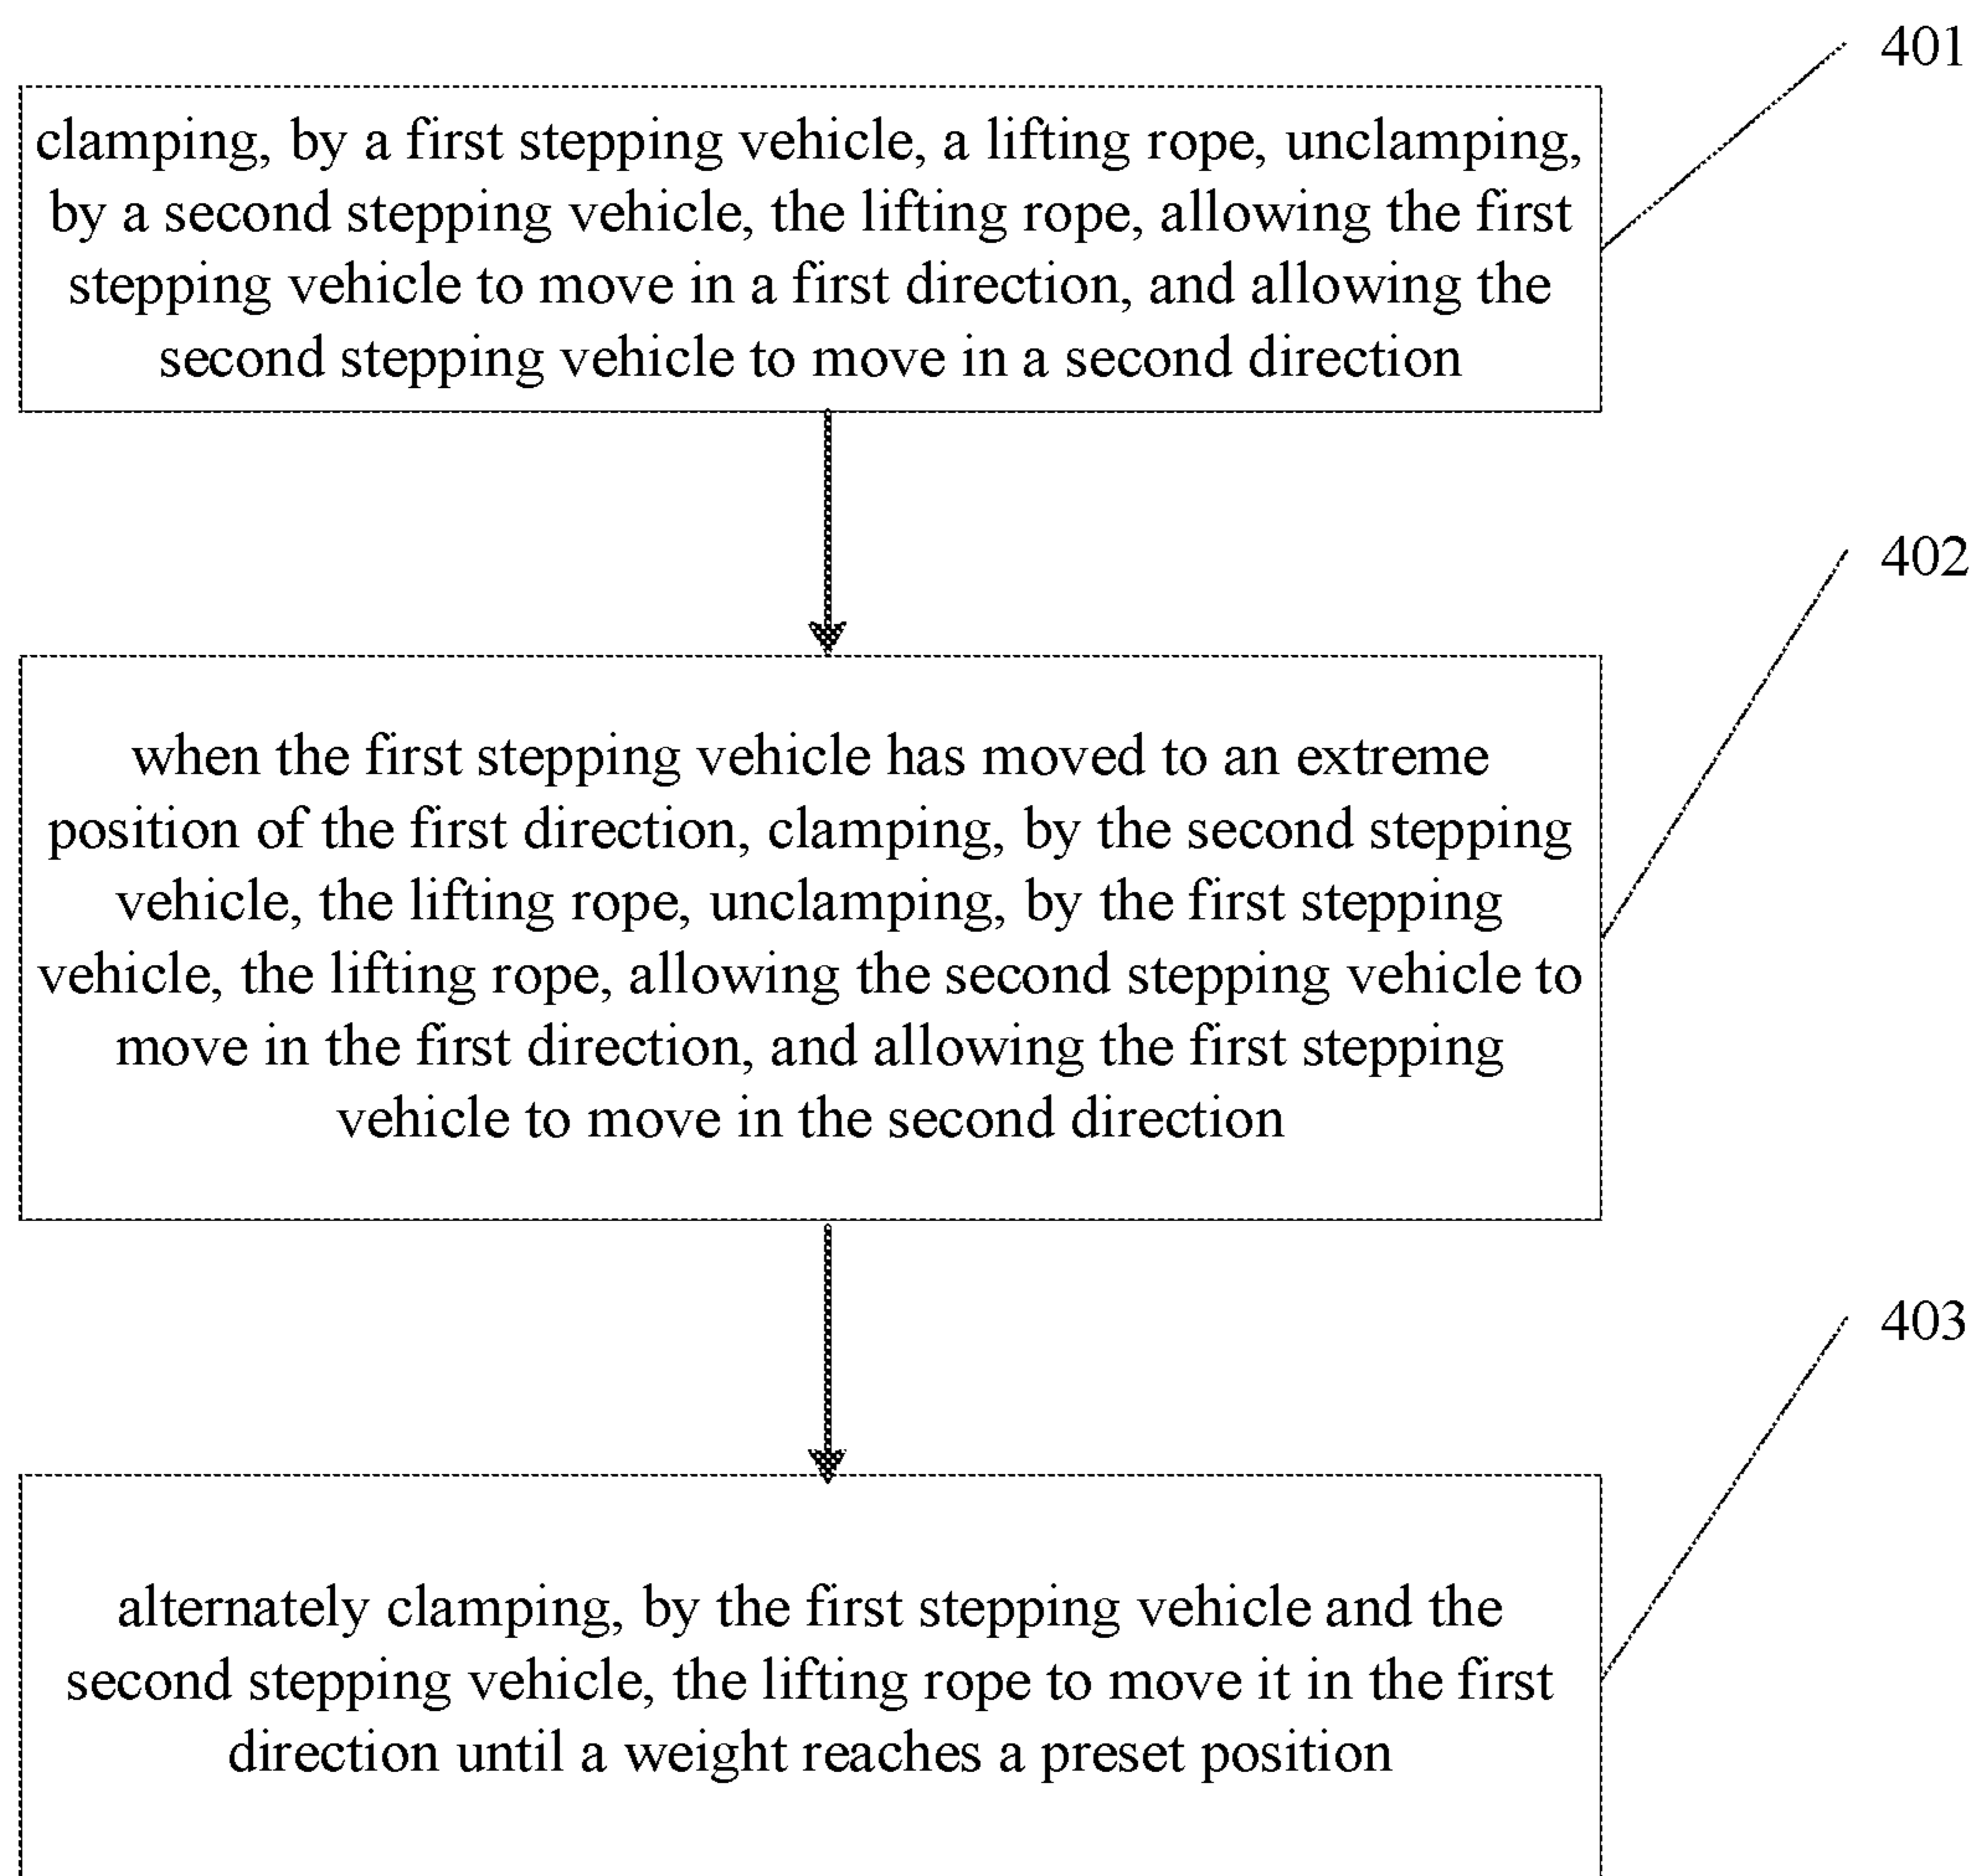 401
clamping, by a first stepping vehicle, a lifting rope, unclamping,
by a second stepping vehicle, the lifting rope, allowing the first
stepping vehicle to move in a first direction, and allowing the
second stepping vehicle to move in a second direction
402
when the first stepping vehicle has moved to an extreme
position of the first direction, clamping, by the second stepping
vehicle, the lifting rope, unclamping, by the first stepping
vehicle, the lifting rope, allowing the second stepping vehicle to
move in the first direction, and allowing the first stepping
vehicle to move in the second direction
403
alternately clamping, by the first stepping vehicle and the
second stepping vehicle, the lifting rope to move it in the first
direction until a weight reaches a preset position